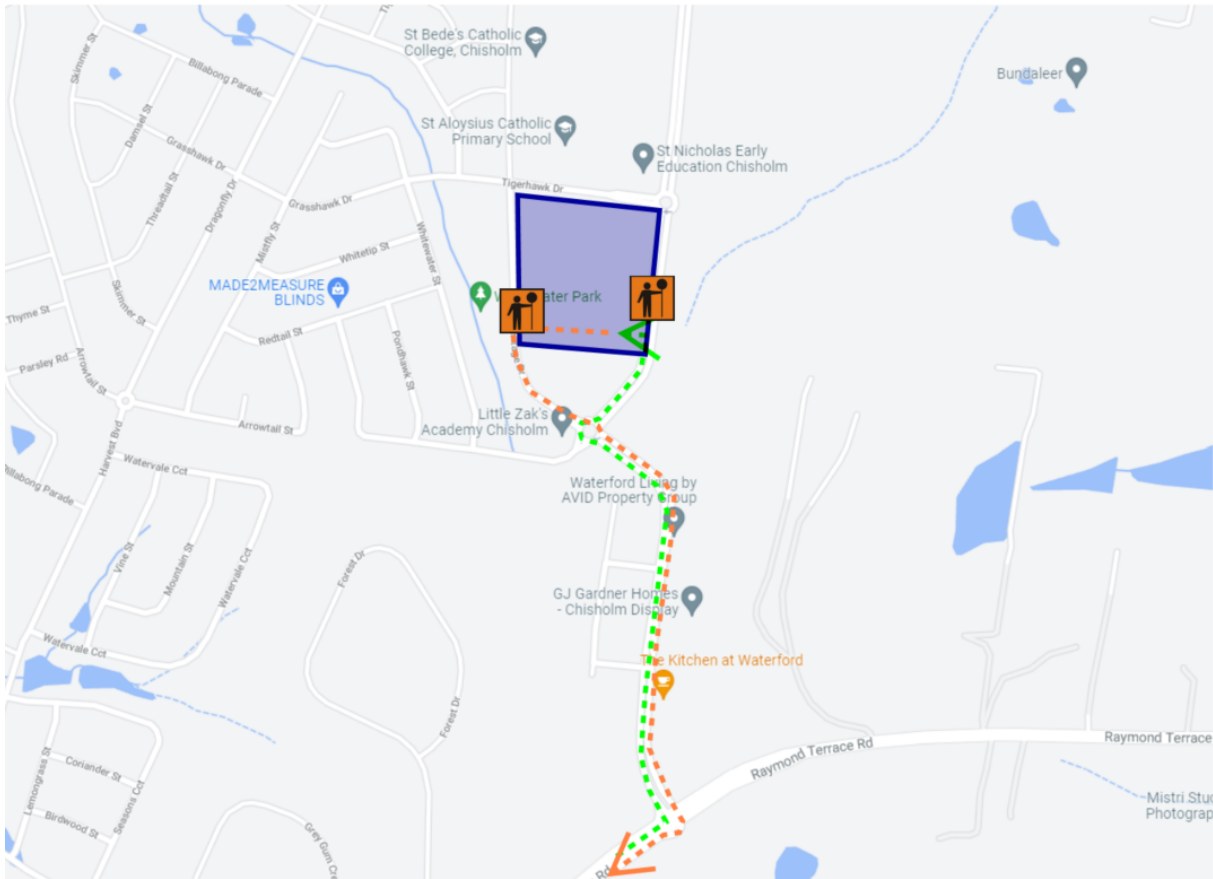 St Bede's Catholic
College, Chisholm
Skimmer St
Billabong Parade
Bundaleer
Damsel St
St Aloysius Catholic
Primary School
St Nicholas Early
Education Chisholm
Grasshawk Dr
Tigerhawk Dr
Threadtail St
Dragonfly Dr
Grasshawk Dr
Mistfly St
Whitetip St
Whitewater St
MADE2MEASURE
BLINDS
Skimmer St
Thyme St
Redtail St
Pondhawk St
Parsley Rd
Arrowtail St
Little Zak's
Academy Chisholm
Arrowtail St
Harvest Blvd
Watervale Cct
Billabong Parade
Waterford Living by
AVID Property Group
Vine St
Mountain St
Watervale Cct
Forest Dr
GJ Gardner Homes
- Chisholm Display
Watervale Cct
The Kitchen at Waterford
Forest Dr
Raymond Terrace Rd
Raymond Terrace
Lemongrass St
Coriander St
Seasons Cct
Birdwood St
Mistri Stu
Photograp
Grey Gum Cre
Rd